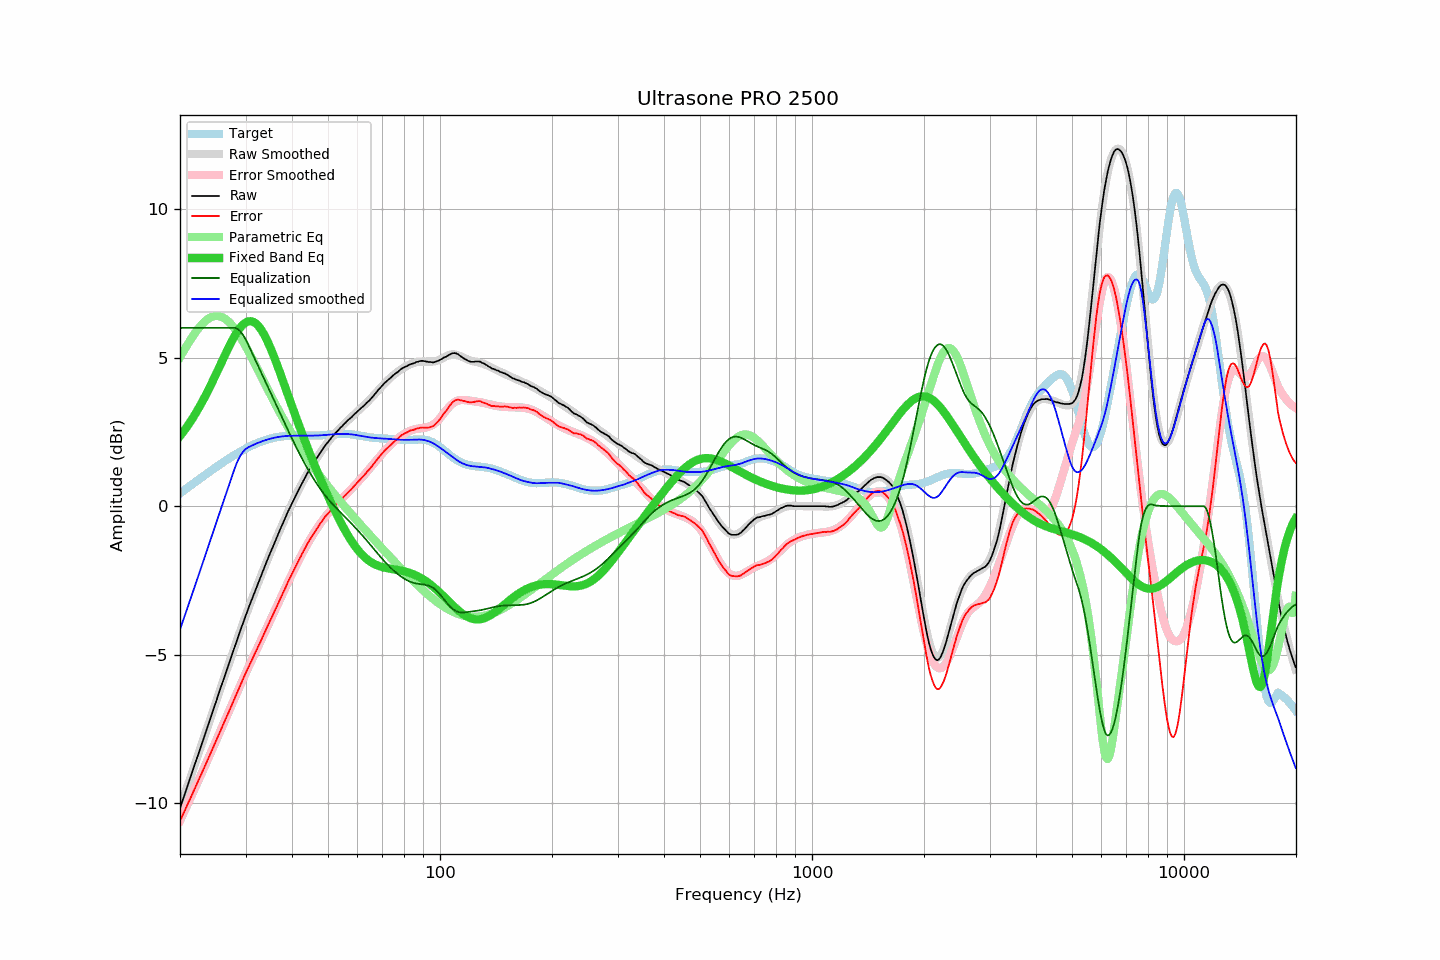 Ultrasone PRO 2500
Target
Raw Smoothed
Error Smoothed
Raw
Error
Parametric Eq
Fixed Band Eq
Equalization
Equalized smoothed
10
5
0
−5
−10
Amplitude (dBr)
100
1000
10000
Frequency (Hz)